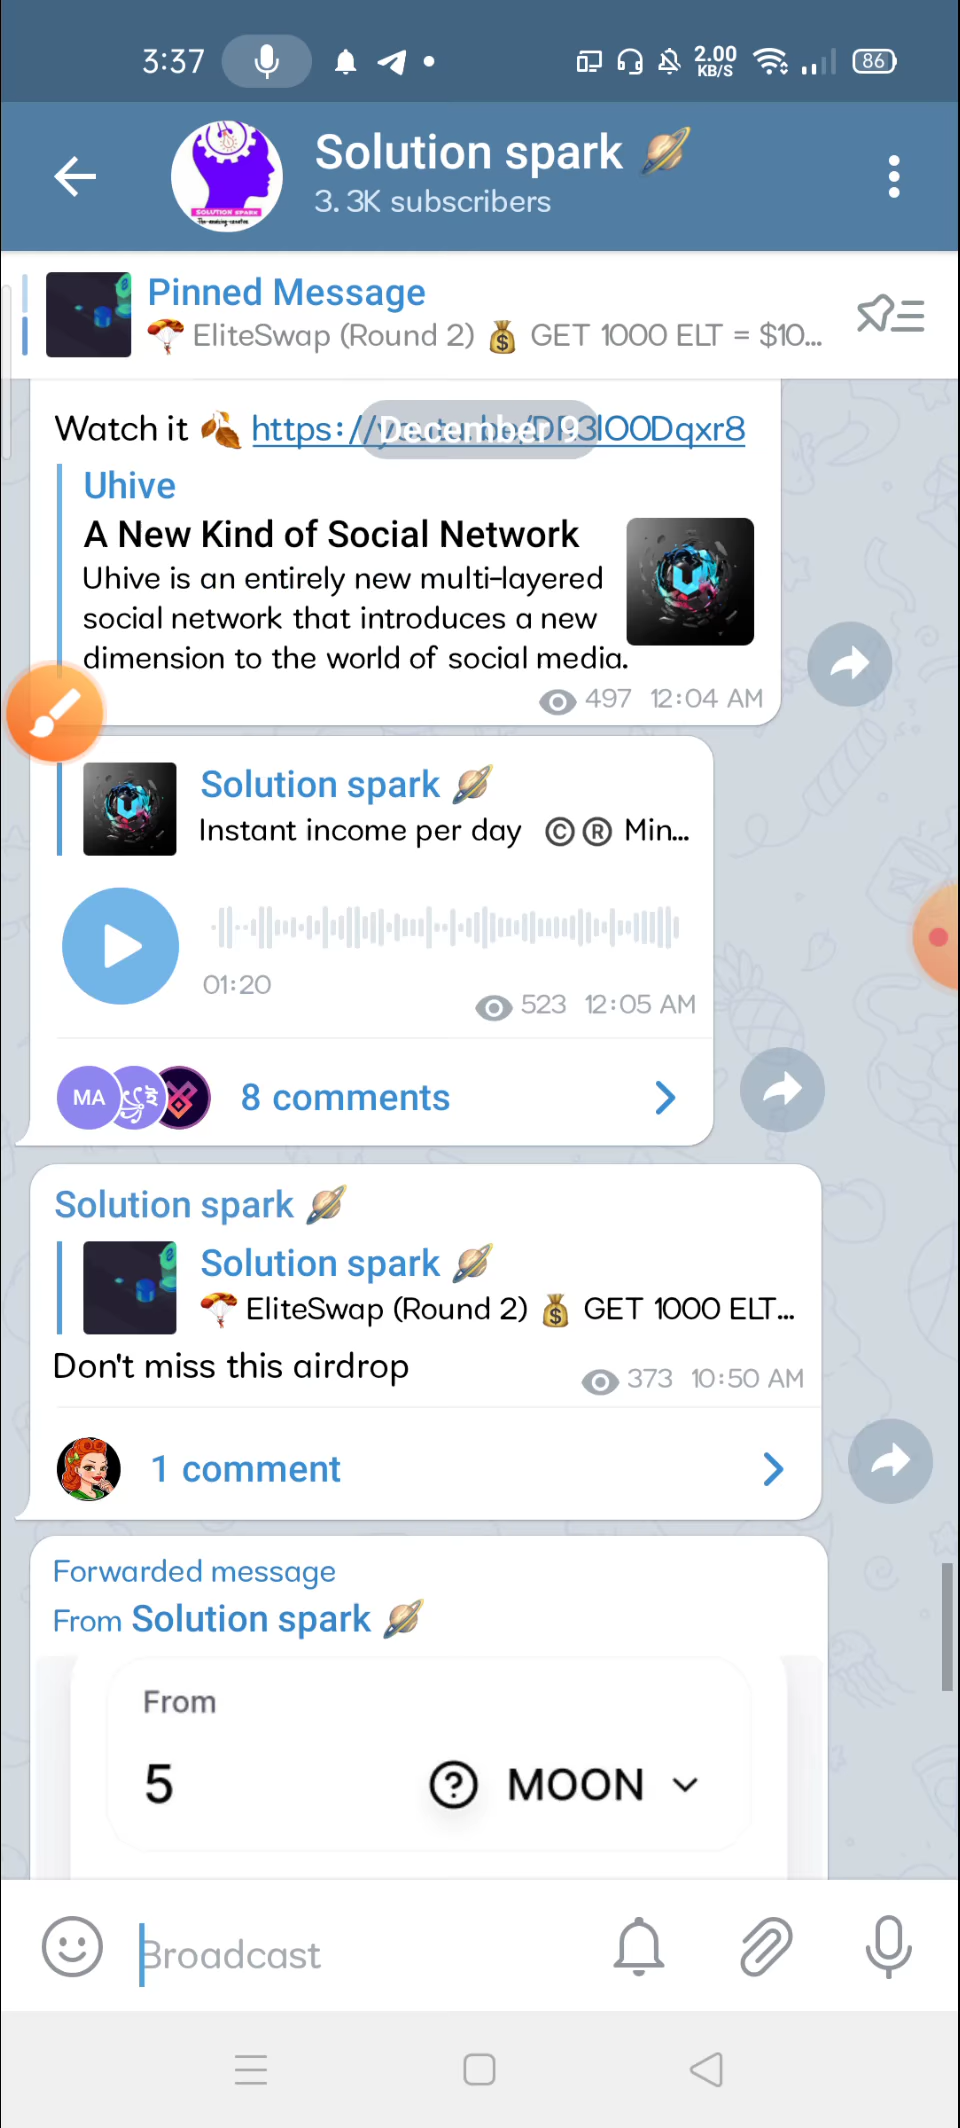 3:37
2.00
KB/S
86
Solution spark 🪐
3.3K subscribers
SOLUTION SPARK
Pinned Message
🪂 EliteSwap (Round 2) 💰 GET 1000 ELT = $10...
December 9
Watch it 🍂 https://
Uhive
A New Kind of Social Network
Uhive is an entirely new multi-layered
social network that introduces a new
dimension to the world of social media.
497 12:04 AM
Solution spark 🪐
Instant income per day ©️®️ Min...
01:20
523 12:05 AM
MA
8 comments
Solution spark 🪐
Solution spark 🪐
🪂 EliteSwap (Round 2) 💰 GET 1000 ELT...
Don't miss this airdrop
373 10:50 AM
1 comment
Forwarded message
From Solution spark 🪐
From
5 MOON
Broadcast